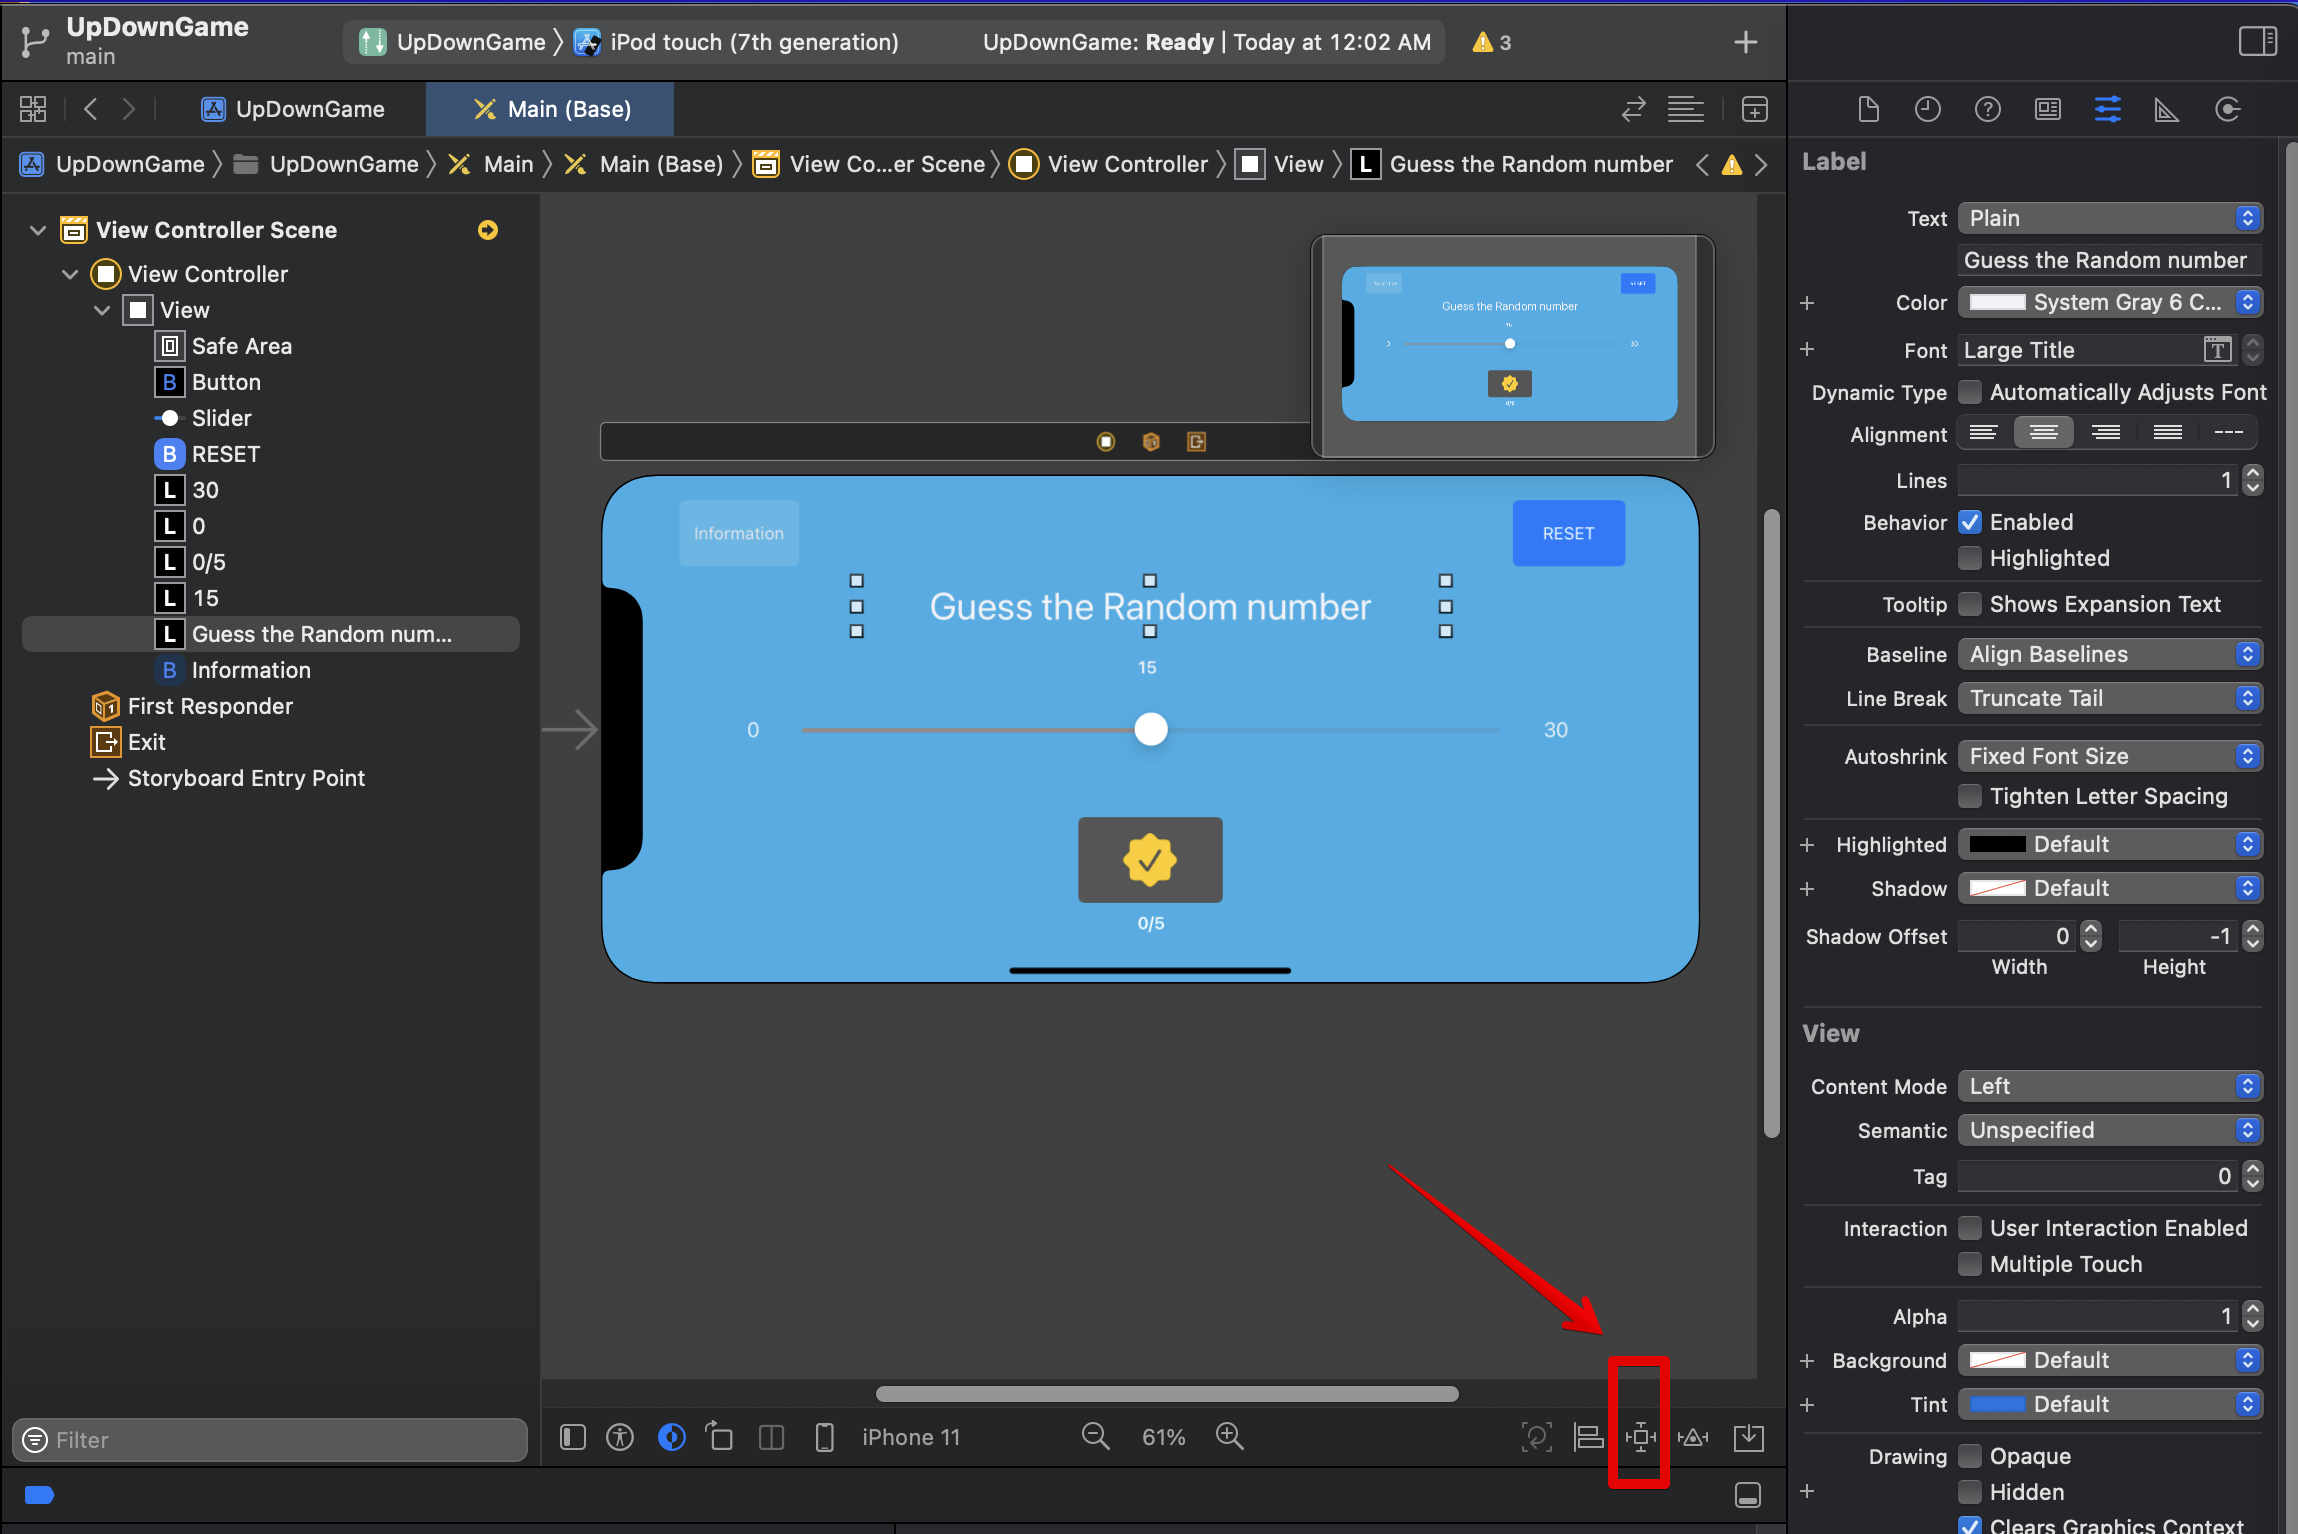 UpDownGame
main
UpDownGame
iPod touch (7th generation)
UpDownGame: Ready | Today at 12:02 AM
3
UpDownGame
Main (Base)
UpDownGame
UpDownGame
Main
Main (Base)
View Co...er Scene
View Controller
View
L Guess the Random number
View Controller Scene
View Controller
View
Safe Area
B Button
Slider
B RESET
L 30
L 0
L 0/5
L 15
L Guess the Random num...
B Information
First Responder
Exit
Storyboard Entry Point
Filter
RESET
Guess the Random number
0
30
Information
RESET
Guess the Random number
15
0
30
0/5
iPhone 11
61%
Label
Text Plain
Guess the Random number
Color System Gray 6 C...
Font Large Title T
Dynamic Type Automatically Adjusts Font
Alignment
Lines 1
Behavior Enabled
Highlighted
Tooltip Shows Expansion Text
Baseline Align Baselines
Line Break Truncate Tail
Autoshrink Fixed Font Size
Tighten Letter Spacing
Highlighted Default
Shadow Default
Shadow Offset 0 -1
Width Height
View
Content Mode Left
Semantic Unspecified
Tag 0
Interaction User Interaction Enabled
Multiple Touch
Alpha 1
Background Default
Tint Default
Drawing Opaque
Hidden
Clears Graphics Context